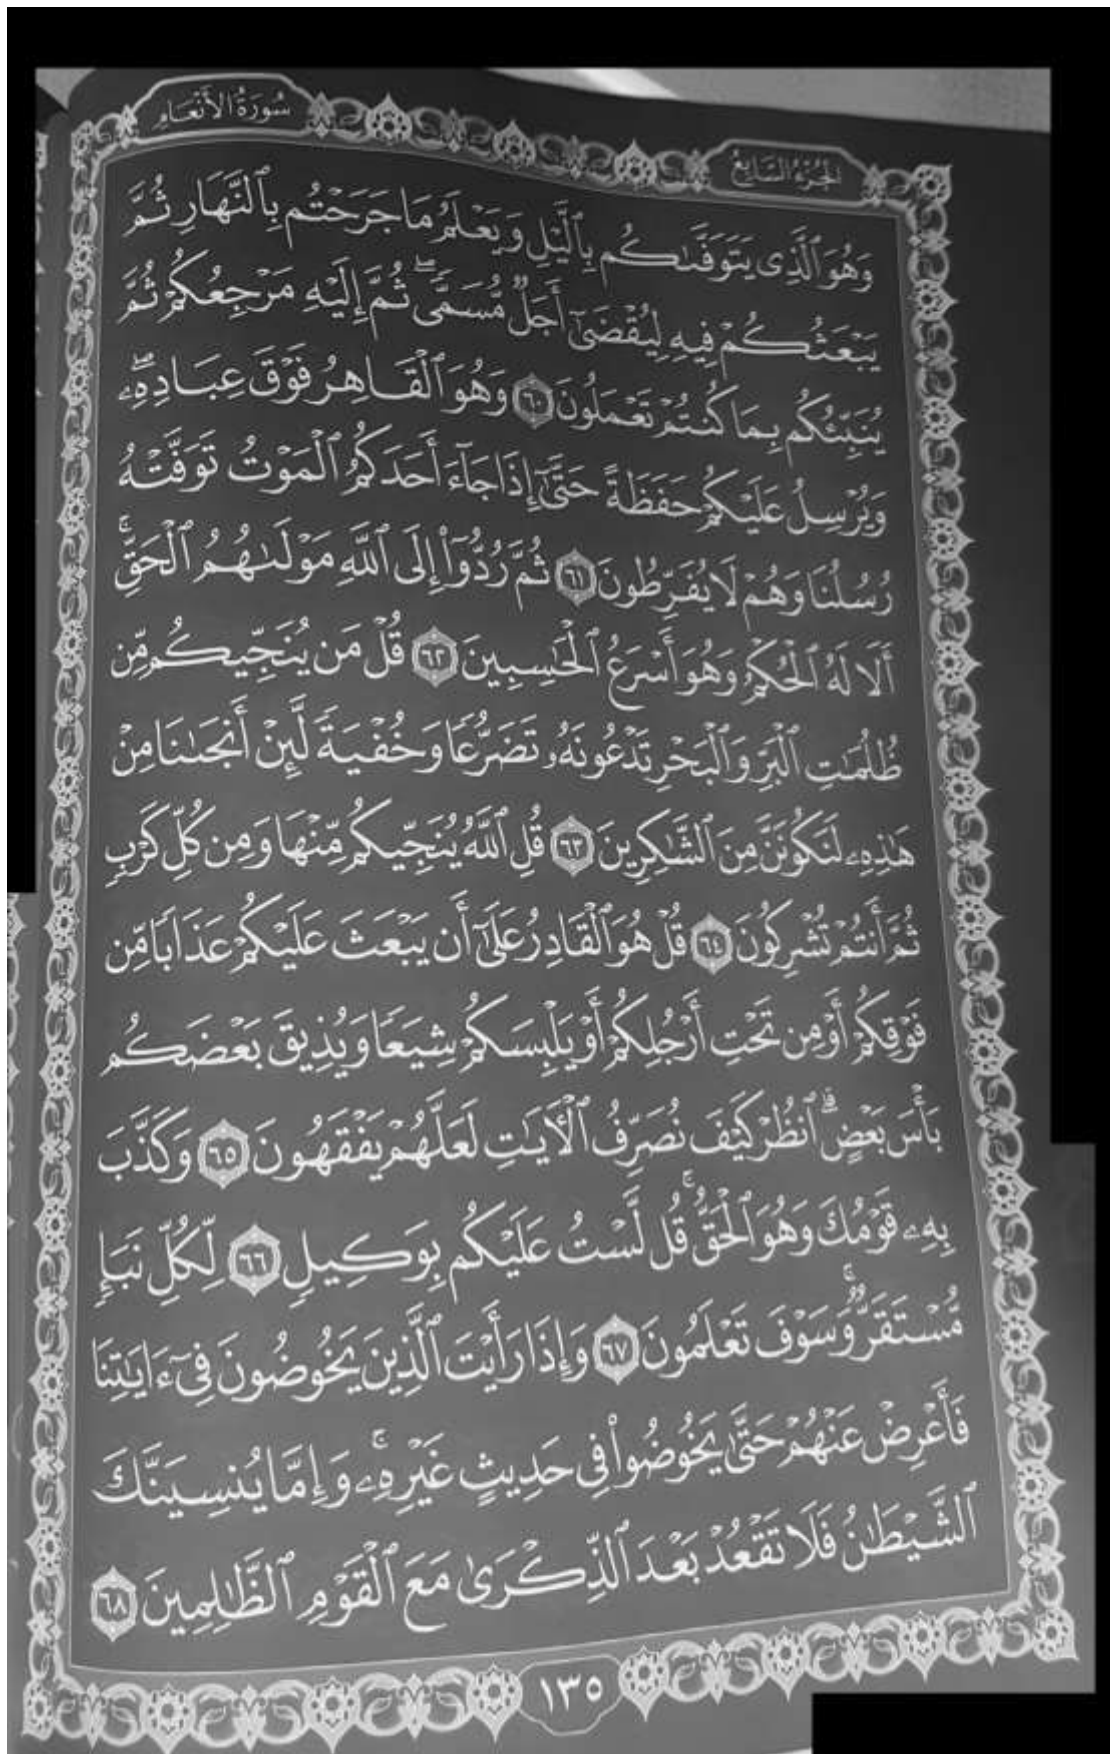 سُورَةُ الأَنْعَام
الجُزْءُ السَّابِعُ
وَهُوَ ٱلَّذِى يَتَوَفَّىٰكُم بِٱلَّيْلِ وَيَعْلَمُ مَا جَرَحْتُم بِٱلنَّهَارِ ثُمَّ
يَبْعَثُكُمْ فِيهِ لِيُقْضَىٰٓ أَجَلٌ مُّسَمًّى ۖ ثُمَّ إِلَيْهِ مَرْجِعُكُمْ ثُمَّ
يُنَبِّئُكُم بِمَا كُنتُمْ تَعْمَلُونَ ٦٠ وَهُوَ ٱلْقَاهِرُ فَوْقَ عِبَادِهِۦ ۖ
وَيُرْسِلُ عَلَيْكُمْ حَفَظَةً حَتَّىٰٓ إِذَا جَآءَ أَحَدَكُمُ ٱلْمَوْتُ تَوَفَّتْهُ
رُسُلُنَا وَهُمْ لَا يُفَرِّطُونَ ٦١ ثُمَّ رُدُّوٓا۟ إِلَى ٱللَّهِ مَوْلَىٰهُمُ ٱلْحَقِّ ۚ
أَلَا لَهُ ٱلْحُكْمُ وَهُوَ أَسْرَعُ ٱلْحَـٰسِبِينَ ٦٢ قُلْ مَن يُنَجِّيكُم مِّن
ظُلُمَـٰتِ ٱلْبَرِّ وَٱلْبَحْرِ تَدْعُونَهُۥ تَضَرُّعًا وَخُفْيَةً لَّئِنْ أَنجَىٰنَا مِنْ
هَـٰذِهِۦ لَنَكُونَنَّ مِنَ ٱلشَّـٰكِرِينَ ٦٣ قُلِ ٱللَّهُ يُنَجِّيكُم مِّنْهَا وَمِن كُلِّ كَرْبٍ
ثُمَّ أَنتُمْ تُشْرِكُونَ ٦٤ قُلْ هُوَ ٱلْقَادِرُ عَلَىٰٓ أَن يَبْعَثَ عَلَيْكُمْ عَذَابًا مِّن
فَوْقِكُمْ أَوْ مِن تَحْتِ أَرْجُلِكُمْ أَوْ يَلْبِسَكُمْ شِيَعًا وَيُذِيقَ بَعْضَكُم
بَأْسَ بَعْضٍ ۗ ٱنظُرْ كَيْفَ نُصَرِّفُ ٱلْـَٔايَـٰتِ لَعَلَّهُمْ يَفْقَهُونَ ٦٥ وَكَذَّبَ
بِهِۦ قَوْمُكَ وَهُوَ ٱلْحَقُّ ۚ قُل لَّسْتُ عَلَيْكُم بِوَكِيلٍ ٦٦ لِّكُلِّ نَبَإٍ
مُّسْتَقَرٌّ ۚ وَسَوْفَ تَعْلَمُونَ ٦٧ وَإِذَا رَأَيْتَ ٱلَّذِينَ يَخُوضُونَ فِىٓ ءَايَـٰتِنَا
فَأَعْرِضْ عَنْهُمْ حَتَّىٰ يَخُوضُوا۟ فِى حَدِيثٍ غَيْرِهِۦ ۚ وَإِمَّا يُنسِيَنَّكَ
ٱلشَّيْطَـٰنُ فَلَا تَقْعُدْ بَعْدَ ٱلذِّكْرَىٰ مَعَ ٱلْقَوْمِ ٱلظَّـٰلِمِينَ ٦٨
١٣٥